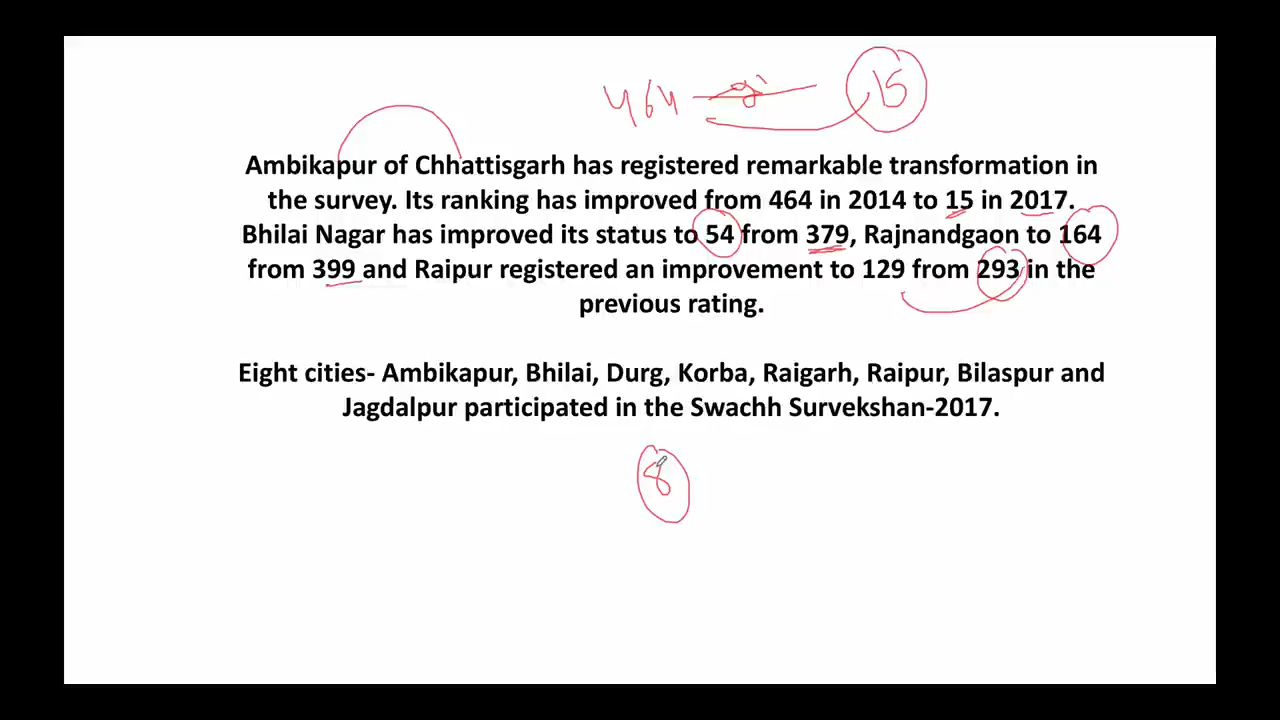 464 से 15
Ambikapur of Chhattisgarh has registered remarkable transformation in
the survey. Its ranking has improved from 464 in 2014 to 15 in 2017.
Bhilai Nagar has improved its status to 54 from 379, Rajnandgaon to 164
from 399 and Raipur registered an improvement to 129 from 293 in the
previous rating.
Eight cities- Ambikapur, Bhilai, Durg, Korba, Raigarh, Raipur, Bilaspur and
Jagdalpur participated in the Swachh Survekshan-2017.
8